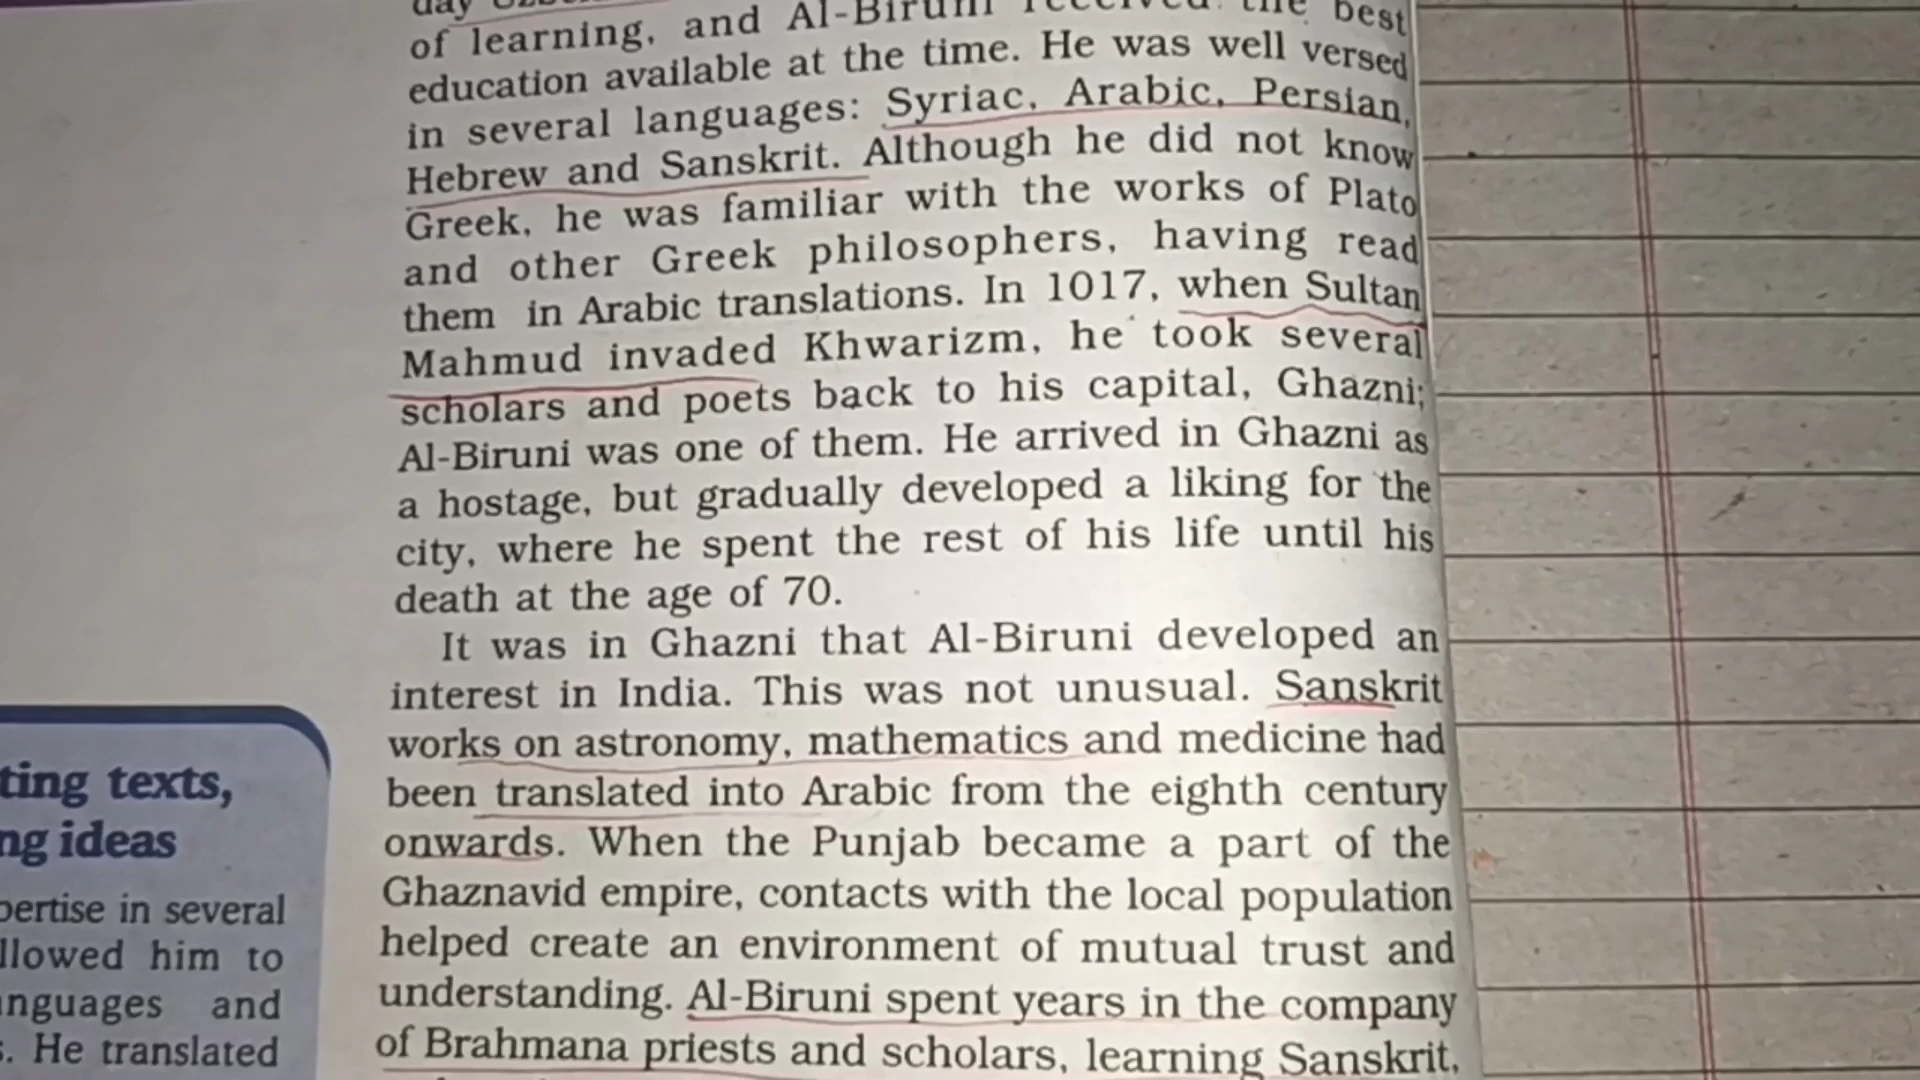 day
of learning, and Al-Biruni received the best
education available at the time. He was well versed
in several languages: Syriac, Arabic, Persian,
Hebrew and Sanskrit. Although he did not know
Greek, he was familiar with the works of Plato
and other Greek philosophers, having read
them in Arabic translations. In 1017, when Sultan
Mahmud invaded Khwarizm, he took several
scholars and poets back to his capital, Ghazni;
Al-Biruni was one of them. He arrived in Ghazni as
a hostage, but gradually developed a liking for the
city, where he spent the rest of his life until his
death at the age of 70.
It was in Ghazni that Al-Biruni developed an
interest in India. This was not unusual. Sanskrit
works on astronomy, mathematics and medicine had
been translated into Arabic from the eighth century
onwards. When the Punjab became a part of the
Ghaznavid empire, contacts with the local population
helped create an environment of mutual trust and
understanding. Al-Biruni spent years in the company
of Brahmana priests and scholars, learning Sanskrit,
ting texts,
ng ideas
pertise in several
llowed him to
nguages and
s. He translated